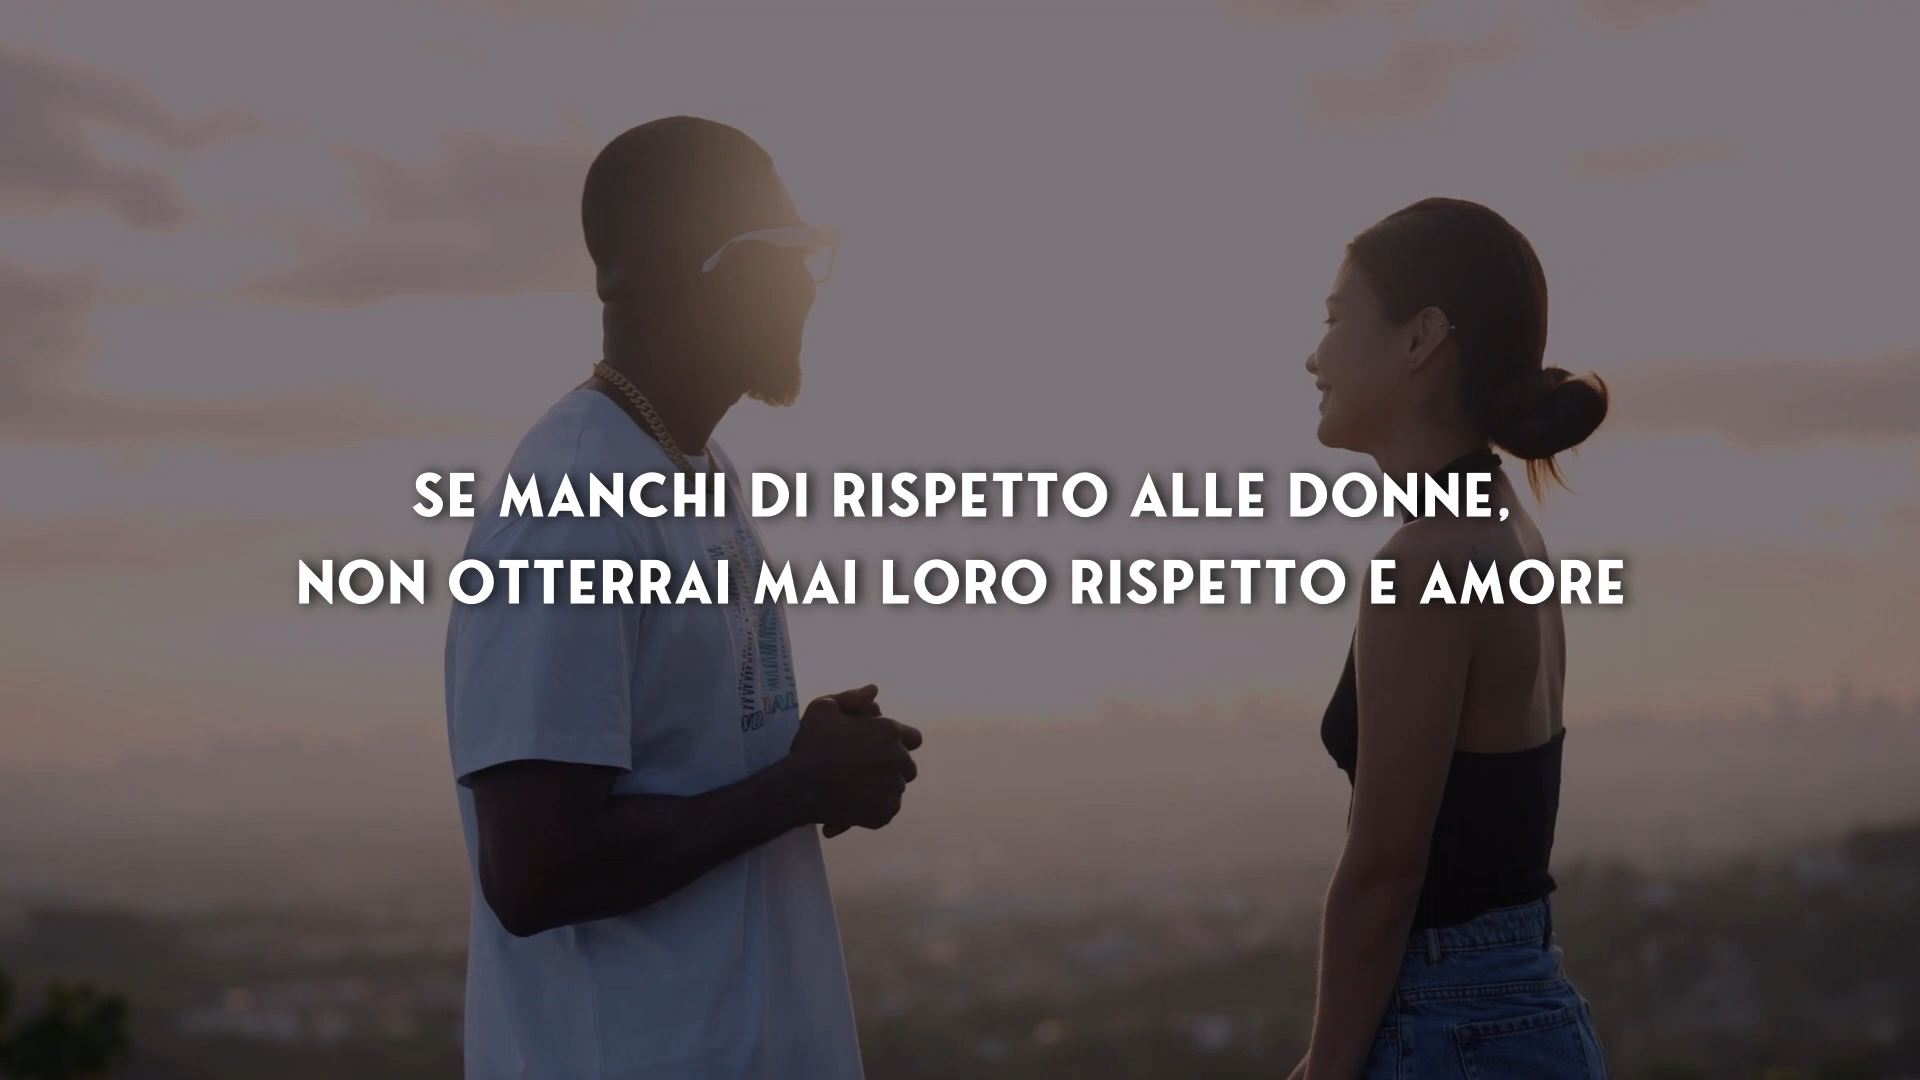 SE MANCHI DI RISPETTO ALLE DONNE,
NON OTTERRAI MAI LORO RISPETTO E AMORE